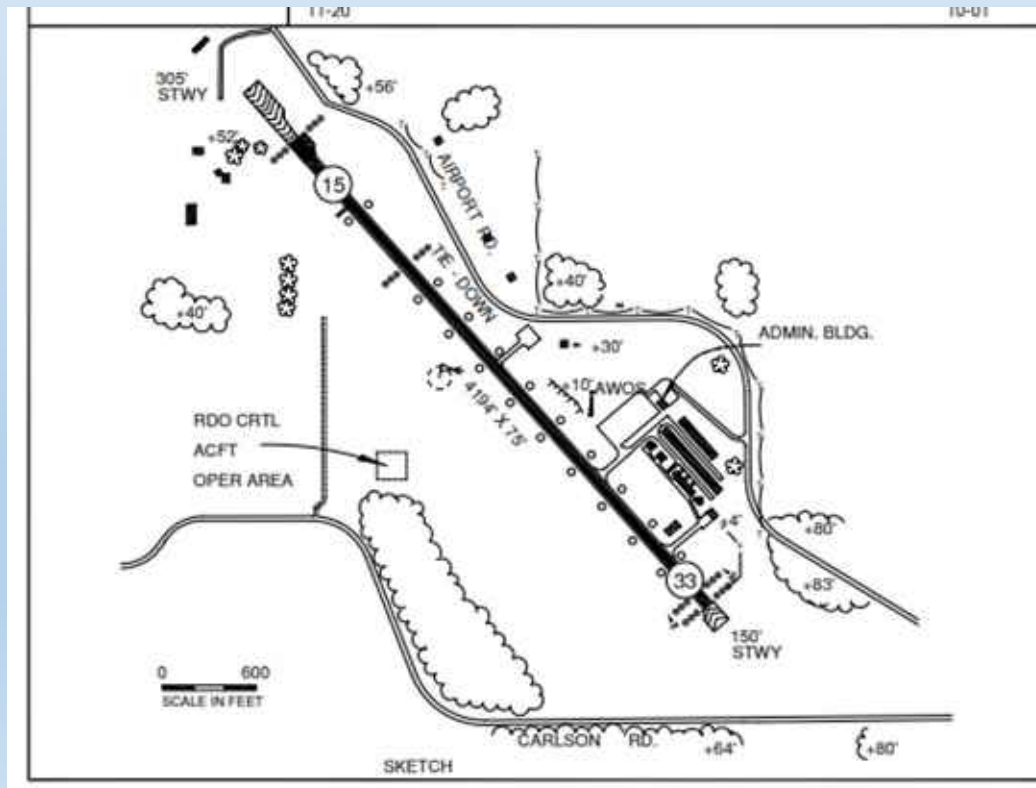 11-20
10-01
305'
STWY
+56'
+52'
15
AIRPORT RD.
TIE - DOWN
+40'
+40'
ADMIN. BLDG.
+30'
+10'
AWOS
4194' X 75'
RDO CRTL
ACFT
OPER AREA
+80'
33
+83'
150'
STWY
0
600
SCALE IN FEET
CARLSON RD.
+64'
+80'
SKETCH